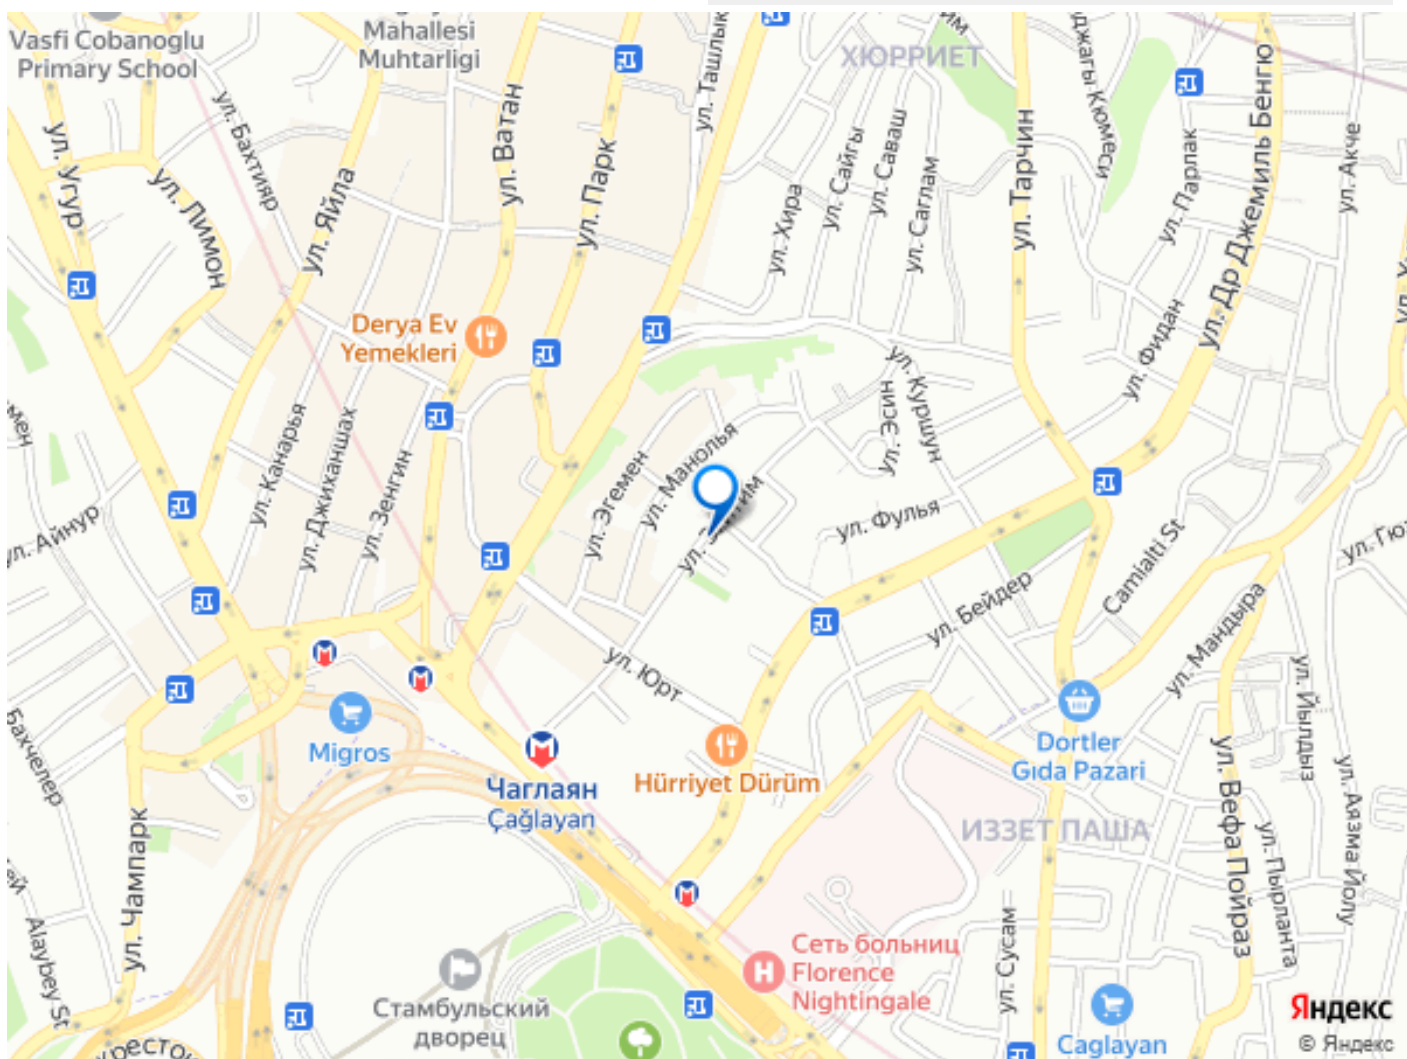 Vasfi Cobanoglu
Primary School
Mahallesi
Muhtarligi
ХЮРРИЕТ
ул. Ташлык
ул. Ватан
ул. Парк
ул. Бахтияр
ул. Угур
ул. Лимон
ул. Яйла
ул. Хира
ул. Сайгы
ул. Саваш
ул. Саглам
ул. Тарчин
ул. Парлак
ул. Др Джемиль Бенгю
ул. Акче
ул. Фидан
Derya Ev
Yemekleri
ул. Куршун
ул. Эсин
ул. Канарья
ул. Джиханшах
ул. Зенгин
ул. Эгемен
ул. Манолья
ул. Фулья
ул. Айнур
ул. Бейдер
Camialti St
ул. Мандыра
ул. Юрт
ул. Йылдыз
Migros
Чаглаян
Çağlayan
Hürriyet Dürüm
Dortler
Gıda Pazari
ИЗЗЕТ ПАША
ул. Вефа Пойраз
ул. Пырланта
ул. Аязма Йолу
Бахчелер
ул. Чампарк
Alaybey St
Стамбульский
дворец
Сеть больниц
Florence
Nightingale
ул. Сусам
Caglayan
Яндекс
© Яндекс